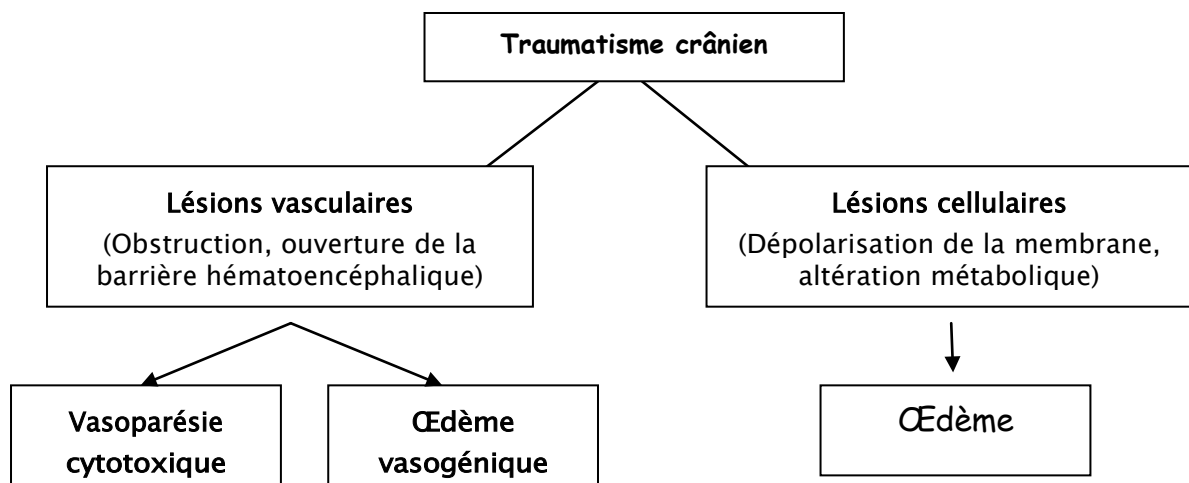 Traumatisme crânien
Lésions vasculaires
(Obstruction, ouverture de la
barrière hématoencéphalique)
Lésions cellulaires
(Dépolarisation de la membrane,
altération métabolique)
Vasoparésie
cytotoxique
Œdème
vasogénique
Œdème